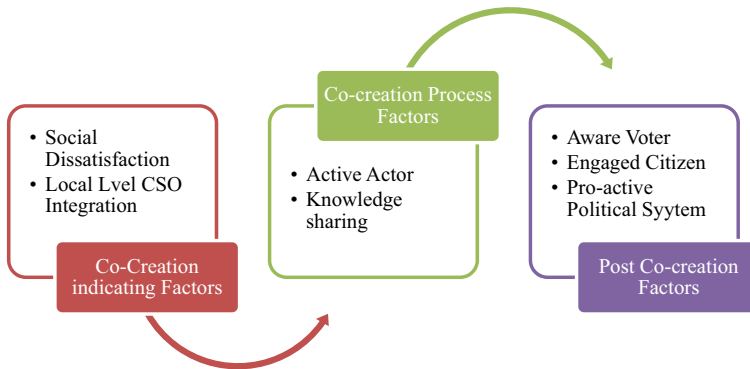 • Social
Dissatisfaction
• Local Lvel CSO
Integration
Co-Creation
indicating Factors
Co-creation Process
Factors
• Active Actor
• Knowledge
sharing
• Aware Voter
• Engaged Citizen
• Pro-active
Political Syytem
Post Co-creation
Factors